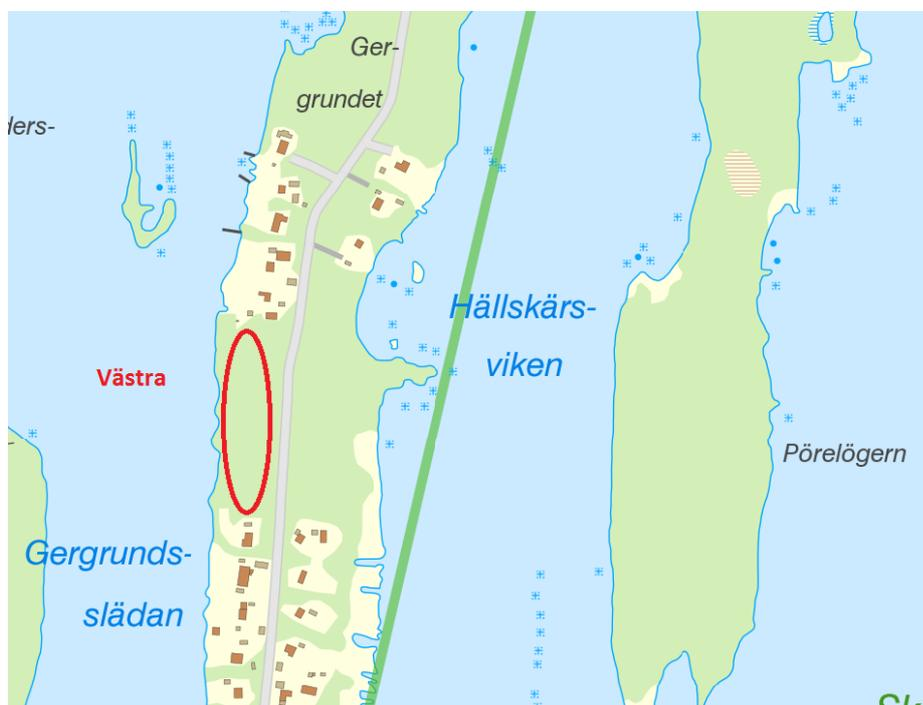 Ger-
grundet
ders-
Hällskärs-
viken
Västra
Pörelögern
Gergrunds-
slädan